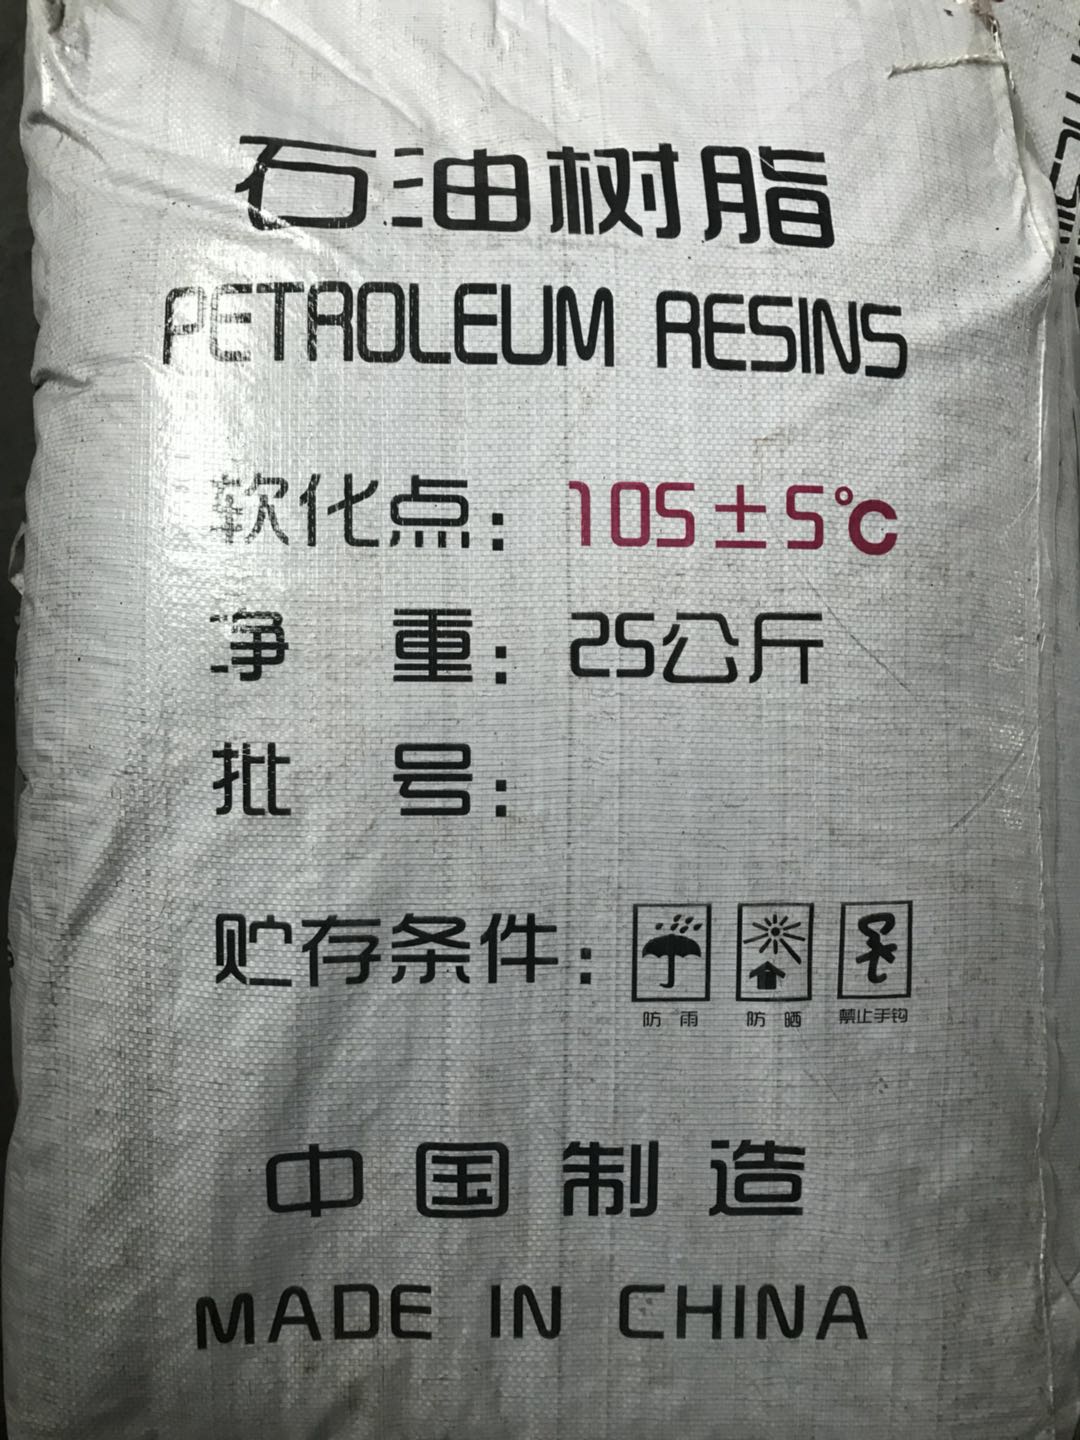 石油树脂
PETROLEUM RESINS
软化点：105±5℃
净 重：25公斤
批 号：
贮存条件：
防 雨 防 晒 禁止手钩
中国制造
MADE IN CHINA